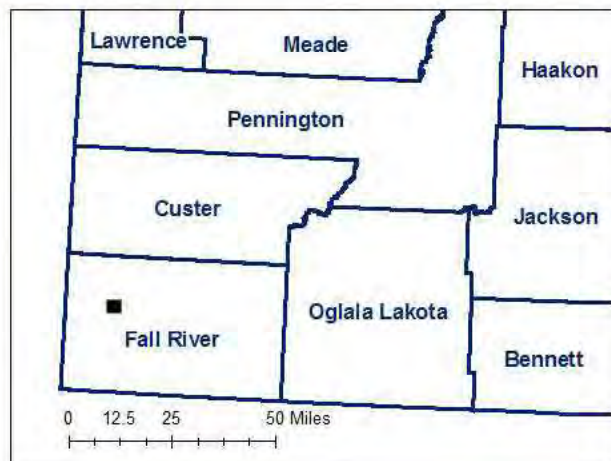 Lawrence
Meade
Haakon
Pennington
Custer
Jackson
Oglala Lakota
Fall River
Bennett
0 12.5 25 50 Miles